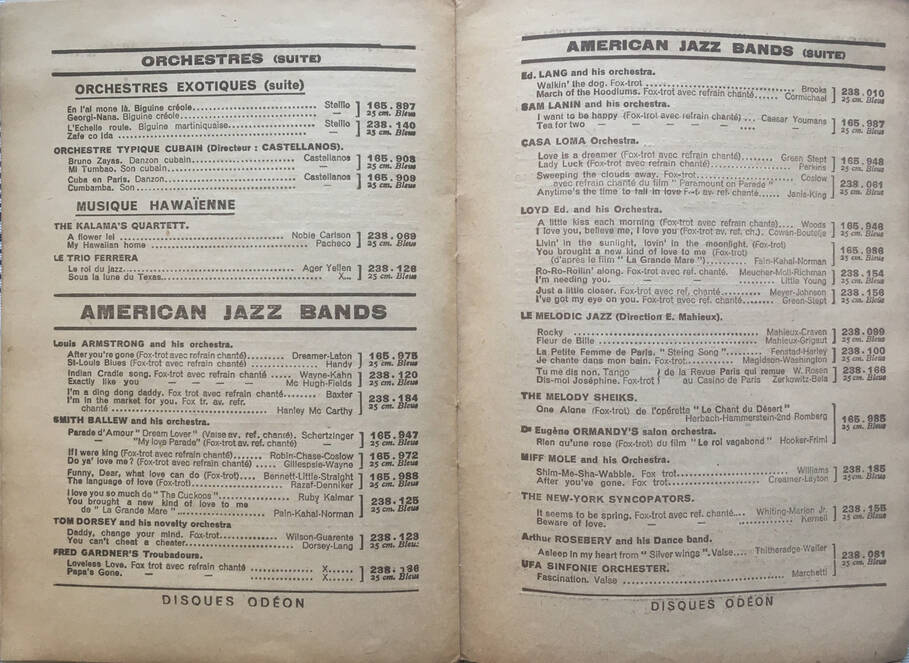 ORCHESTRES (SUITE)
ORCHESTRES EXOTIQUES (suite)
En l'ai mone là. Biguine créole........ Stellio ] 165.897
Georgi-Nana. Biguine créole........ — 25 cm. Bleus
L'Echelle roule. Biguine martiniquaise... Stellio ] 238.140
Zafe co Ida ........ — 25 cm. Bleus
ORCHESTRE TYPIQUE CUBAIN (Directeur : CASTELLANOS).
Bruno Zayas. Danzon cubain........ Castellanos ] 165.908
Mi Tumbao. Son cubain........ — 25 cm. Bleus
Cuba en Paris. Danzon........ Castellanos ] 165.909
Cumbamba. Son........ — 25 cm. Bleus
MUSIQUE HAWAÏENNE
THE KALAMA'S QUARTETT.
A flower lei ........ Noble Carlson ] 238.069
My Hawaiian home ........ Pacheco 25 cm. Bleus
LE TRIO FERRERA
Le roi du jazz........ Ager Yellen ] 238.128
Sous la lune du Texas........ X... 25 cm. Bleus
AMERICAN JAZZ BANDS
Louis ARMSTRONG and his orchestra.
After you're gone (Fox-trot avec refrain chanté)........ Dreamer-Laton ] 165.975
St-Louis Blues (Fox-trot avec refrain chanté)........ Handy 25 cm. Bleus
Indian Cradle song. Fox-trot avec refrain chanté ..... Wayne-Kahn ] 238.120
Exactly like you — — — — Mc Hugh-Fields 25 cm. Bleus
I'm a ding dong daddy. Fox trot avec refrain chanté... Baxter ] 238.184
I'm in the market for you. Fox tr. av. refr.
chanté ........ Hanley Mc Carthy 25 cm. Bleus
SMITH BALLEW and his orchestra.
Parade d'Amour "Dream Lover" (Valse av. ref. chanté). Schertzinger ] 165.947
— "My love Parade" (Fox-trot av. ref. chanté) — 25 cm. Bleus
If I were king (Fox-trot avec refrain chanté)........ Robin-Chase-Coslow ] 165.972
Do ya' love me? (Fox-trot avec refrain chanté) ..... Gillespie-Wayne 25 cm. Bleus
Funny, Dear, what love can do (Fox-trot).... Bennett-Little-Straight ] 165.988
The language of love (Fox-trot)........ Razaf-Denniker 25 cm. Bleus
I love you so much de "The Cuckoos"........ Ruby Kalmar ] 238.125
You brought a new kind of love to me
de "La Grande Mare"........ Pain-Kahal-Norman 25 cm. Bleus
TOM DORSEY and his novelty orchestra
Daddy, change your mind. Fox-trot........ Wilson-Guarente ] 238.123
You can't cheat a cheater........ Dorsey-Lang 25 cm. Bleus
FRED GARDNER'S Troubadours.
Loveless Love. Fox trot avec refrain chanté ........ X...... ] 238.
Papa's Gone. — — ........ X...... 25 cm. Bleus
DISQUES ODÉON
AMERICAN JAZZ BANDS (SUITE)
Ed. LANG and his orchestra.
Walkin' the dog. Fox-trot ........ Brooks ] 238.010
March of the Hoodlums. Fox-trot avec refrain chanté...... Cormichael 25 cm. Bleus
SAM LANIN and his orchestra.
I want to be happy (Fox-trot avec refrain chanté)... Caesar Youmans ] 165.987
Tea for two — — — — .... — 25 cm. Bleus
CASA LOMA Orchestra.
Love is a dreamer (Fox-trot avec refrain chanté)........ Green Stept ] 165.948
Lady Luck (Fox-trot avec refrain chanté)........ Perkins 25 cm. Bleus
Sweeping the clouds away. Fox-trot........ Coslow ] 238.061
avec refrain chanté du film "Paramount on Parade"
Anytime's the time to fall in love F-t av ref. chanté...... Janis-King 25 cm. Bleus
LOYD Ed. and his Orchestra.
A little kiss each morning (Fox-trot avec refrain chanté).... Woods ] 165.946
I love you, believe me, I love you (Fox-trot av. ref. ch.). Cowan-Boutelje 25 cm. Bleus
Livin' in the sunlight, lovin' in the moonlight. (Fox-trot)
You brought a new kind of love to me (Fox-trot) ] 165.986
(d'après le film "La Grande Mare")........ Fain-Kahal-Norman 25 cm. Bleus
Ro-Ro-Roilin' along. Fox-trot avec ref. chanté. Meucher-Moll-Richman ] 238.154
I'm needing you. — — — ........ Little Young 25 cm. Bleus
Just a little closer. Fox-trot avec ref. chanté........ Meyer-Johnson ] 238.156
I've got my eye on you. Fox-trot avec ref. chanté........ Green-Stept 25 cm. Bleus
LE MELODIC JAZZ (Direction E. Mahieux).
Rocky ........ Mahieux-Craven ] 238.099
Fleur de Bille ........ Mahieux-Grigaut 25 cm. Bleus
La Petite Femme de Paris. "Steing Song"........ Fenstad-Harley ] 238.100
Je chante dans mon bain. Fox-trot........ Magidson-Washington 25 cm. Bleus
Tu me dis non. Tango } de la Revue Paris qui remue W. Rosen ] 238.166
Dis-moi Joséphine. Fox-trot } au Casino de Paris Zerkowitz-Bela 25 cm. Bleus
THE MELODY SHEIKS.
One Alone (Fox-trot) de l'opérette "Le Chant du Désert"
Herbach-Hammerstein-2nd Romberg ] 165.985
Dr Eugène ORMANDY'S salon orchestra. 25 cm. Bleus
Rien qu'une rose (Fox-trot) du film "Le roi vagabond" Hooker-Friml
MIFF MOLE and his Orchestra.
Shim-Me-Sha-Wabble. Fox trot........ Williams ] 238.185
After you've gone. Fox trot........ Creamer-Layton 25 cm. Bleus
THE NEW-YORK SYNCOPATORS.
It seems to be spring. Fox-trot avec ref. chanté.... Whiting-Marion Jr. ] 238.155
Beware of love. — — ........ Kernell 25 cm. Bleus
Arthur ROSEBERY and his Dance band.
Asleep in my heart from "Silver wings". Valse.... Thitheradge-Weller ] 238.081
UFA SINFONIE ORCHESTER. 25 cm. Bleus
Fascination. Valse ........ Marchetti
DISQUES ODÉON